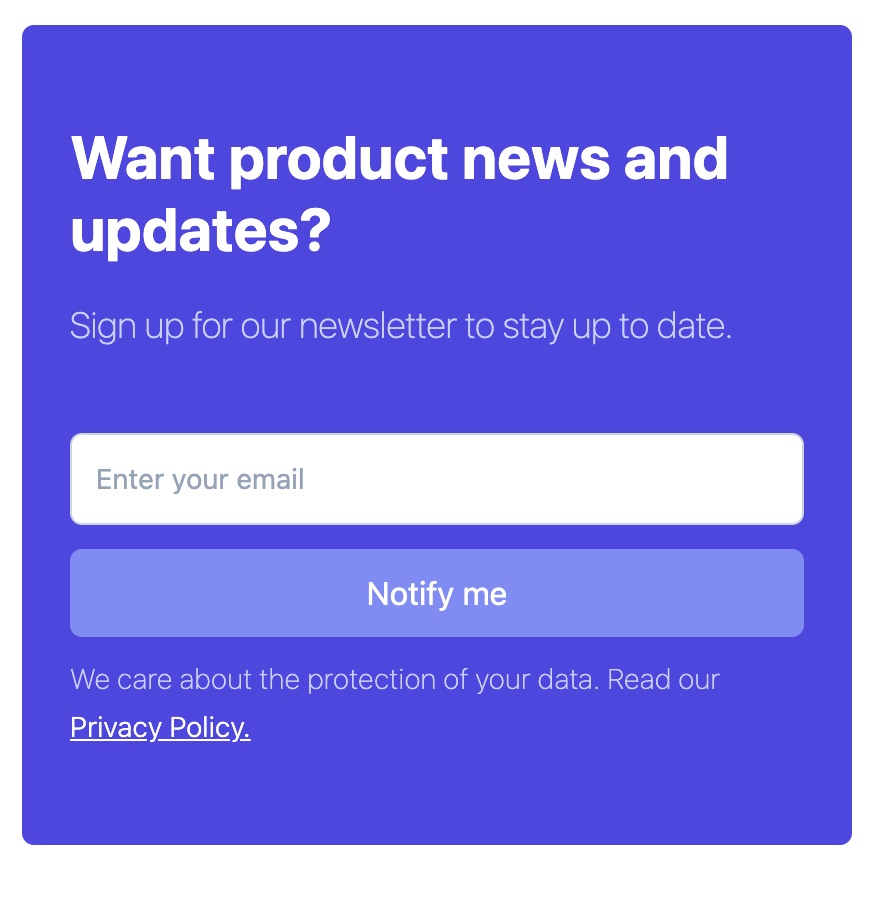 Want product news and
updates?
Sign up for our newsletter to stay up to date.
Enter your email
Notify me
We care about the protection of your data. Read our
Privacy Policy.